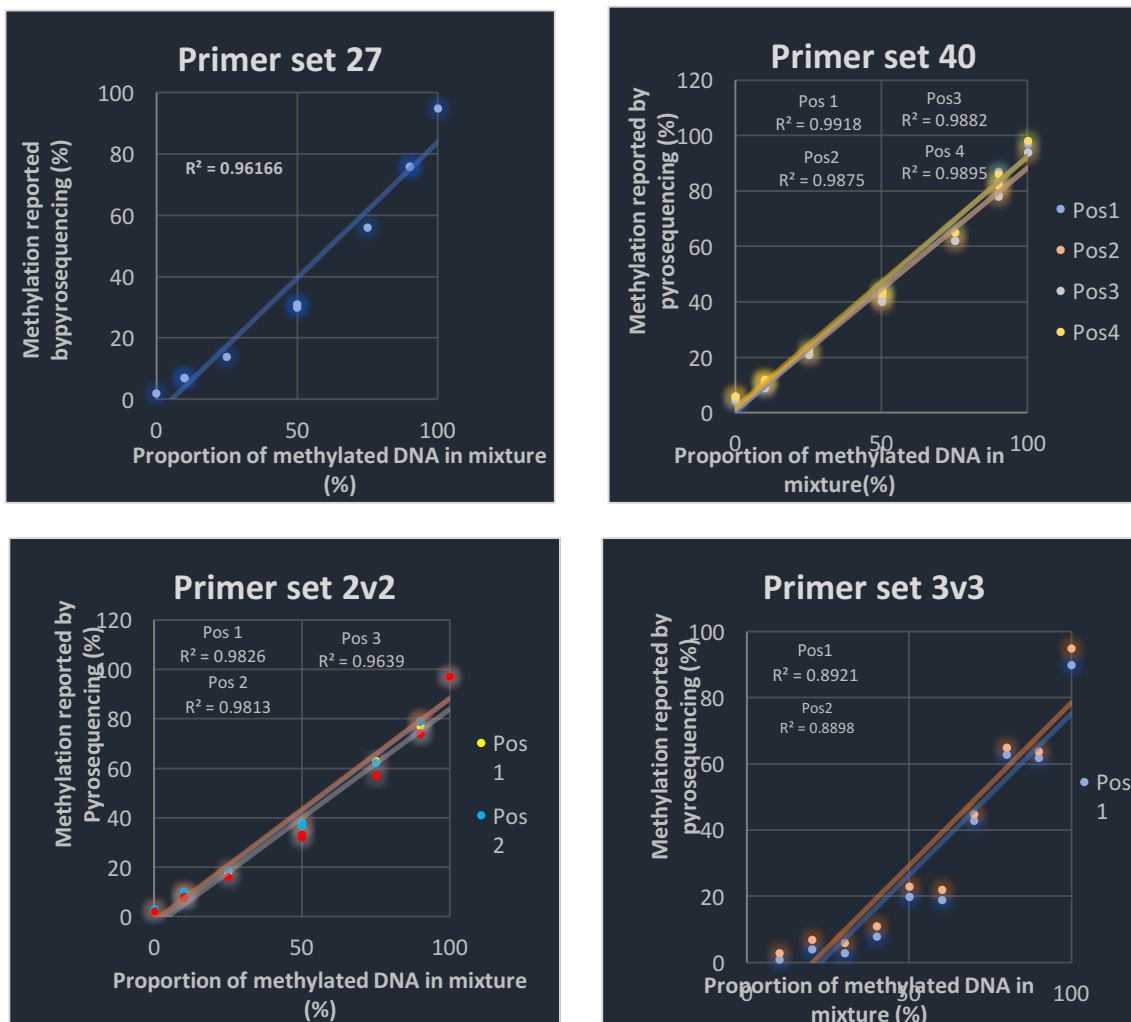 Primer set 27
Methylation reported
bypyrosequencing (%)
100
80
60
40
20
0
R² = 0.96166
0
50
100
Proportion of methylated DNA in mixture
(%)
Primer set 40
Methylation reported by
pyrosequencing (%)
120
100
80
60
40
20
0
Pos 1
R² = 0.9918
Pos3
R² = 0.9882
Pos2
R² = 0.9875
Pos 4
R² = 0.9895
Pos1
Pos2
Pos3
Pos4
0
50
100
Proportion of methylated DNA in
mixture(%)
Primer set 2v2
Methylation reported by
Pyrosequencing (%)
120
100
80
60
40
20
0
Pos 1
R² = 0.9826
Pos 3
R² = 0.9639
Pos 2
R² = 0.9813
Pos
1
Pos
2
0
50
100
Proportion of methylated DNA in mixture
(%)
Primer set 3v3
Methylation reported by
pyrosequencing (%)
100
80
60
40
20
0
Pos1
R² = 0.8921
Pos2
R² = 0.8898
Pos
1
0
50
100
Proportion of methylated DNA in
mixture (%)